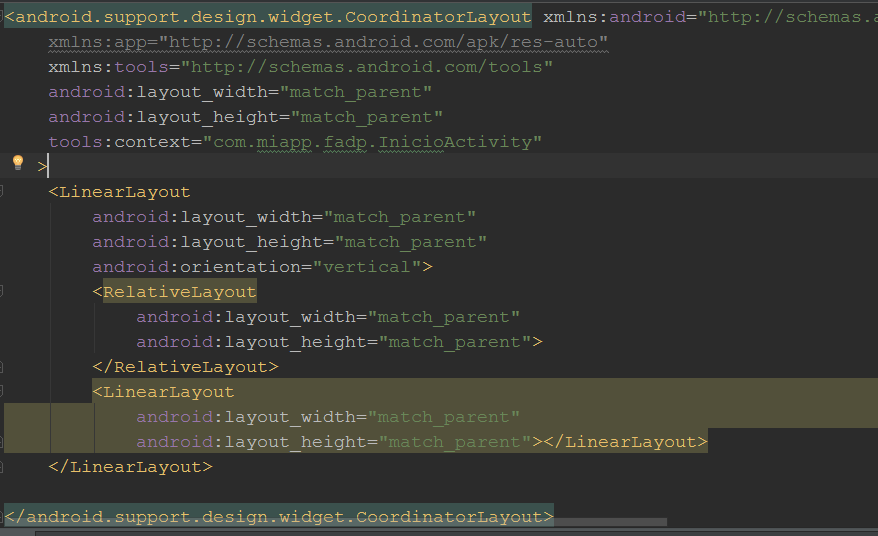 <android.support.design.widget.CoordinatorLayout xmlns:android="http://schemas.
    xmlns:app="http://schemas.android.com/apk/res-auto"
    xmlns:tools="http://schemas.android.com/tools"
    android:layout_width="match_parent"
    android:layout_height="match_parent"
    tools:context="com.miapp.fadp.InicioActivity"
   >
    <LinearLayout
        android:layout_width="match_parent"
        android:layout_height="match_parent"
        android:orientation="vertical">
        <RelativeLayout
            android:layout_width="match_parent"
            android:layout_height="match_parent">
        </RelativeLayout>
        <LinearLayout
            android:layout_width="match_parent"
            android:layout_height="match_parent"></LinearLayout>
    </LinearLayout>
</android.support.design.widget.CoordinatorLayout>